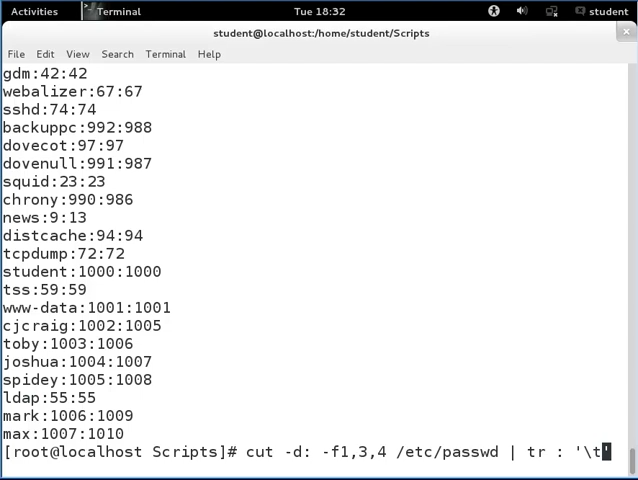 Activities Terminal Tue 18:32 student
student@localhost:/home/student/Scripts
File Edit View Search Terminal Help
gdm:42:42
webalizer:67:67
sshd:74:74
backuppc:992:988
dovecot:97:97
dovenull:991:987
squid:23:23
chrony:990:986
news:9:13
distcache:94:94
tcpdump:72:72
student:1000:1000
tss:59:59
www-data:1001:1001
cjcraig:1002:1005
toby:1003:1006
joshua:1004:1007
spidey:1005:1008
ldap:55:55
mark:1006:1009
max:1007:1010
[root@localhost Scripts]# cut -d: -f1,3,4 /etc/passwd | tr : '\t'